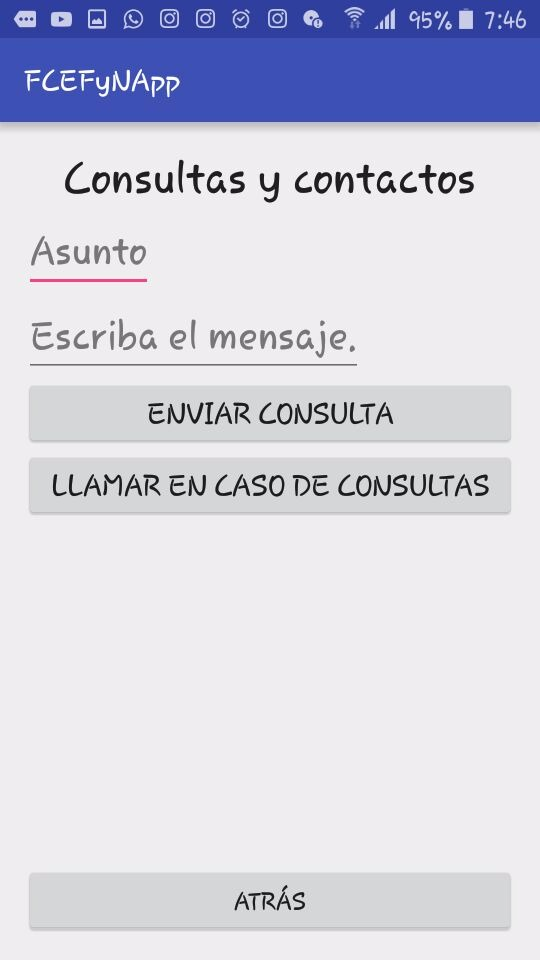 95% 7:46
FCEFyNApp
Consultas y contactos
Asunto
Escriba el mensaje.
ENVIAR CONSULTA
LLAMAR EN CASO DE CONSULTAS
ATRÁS